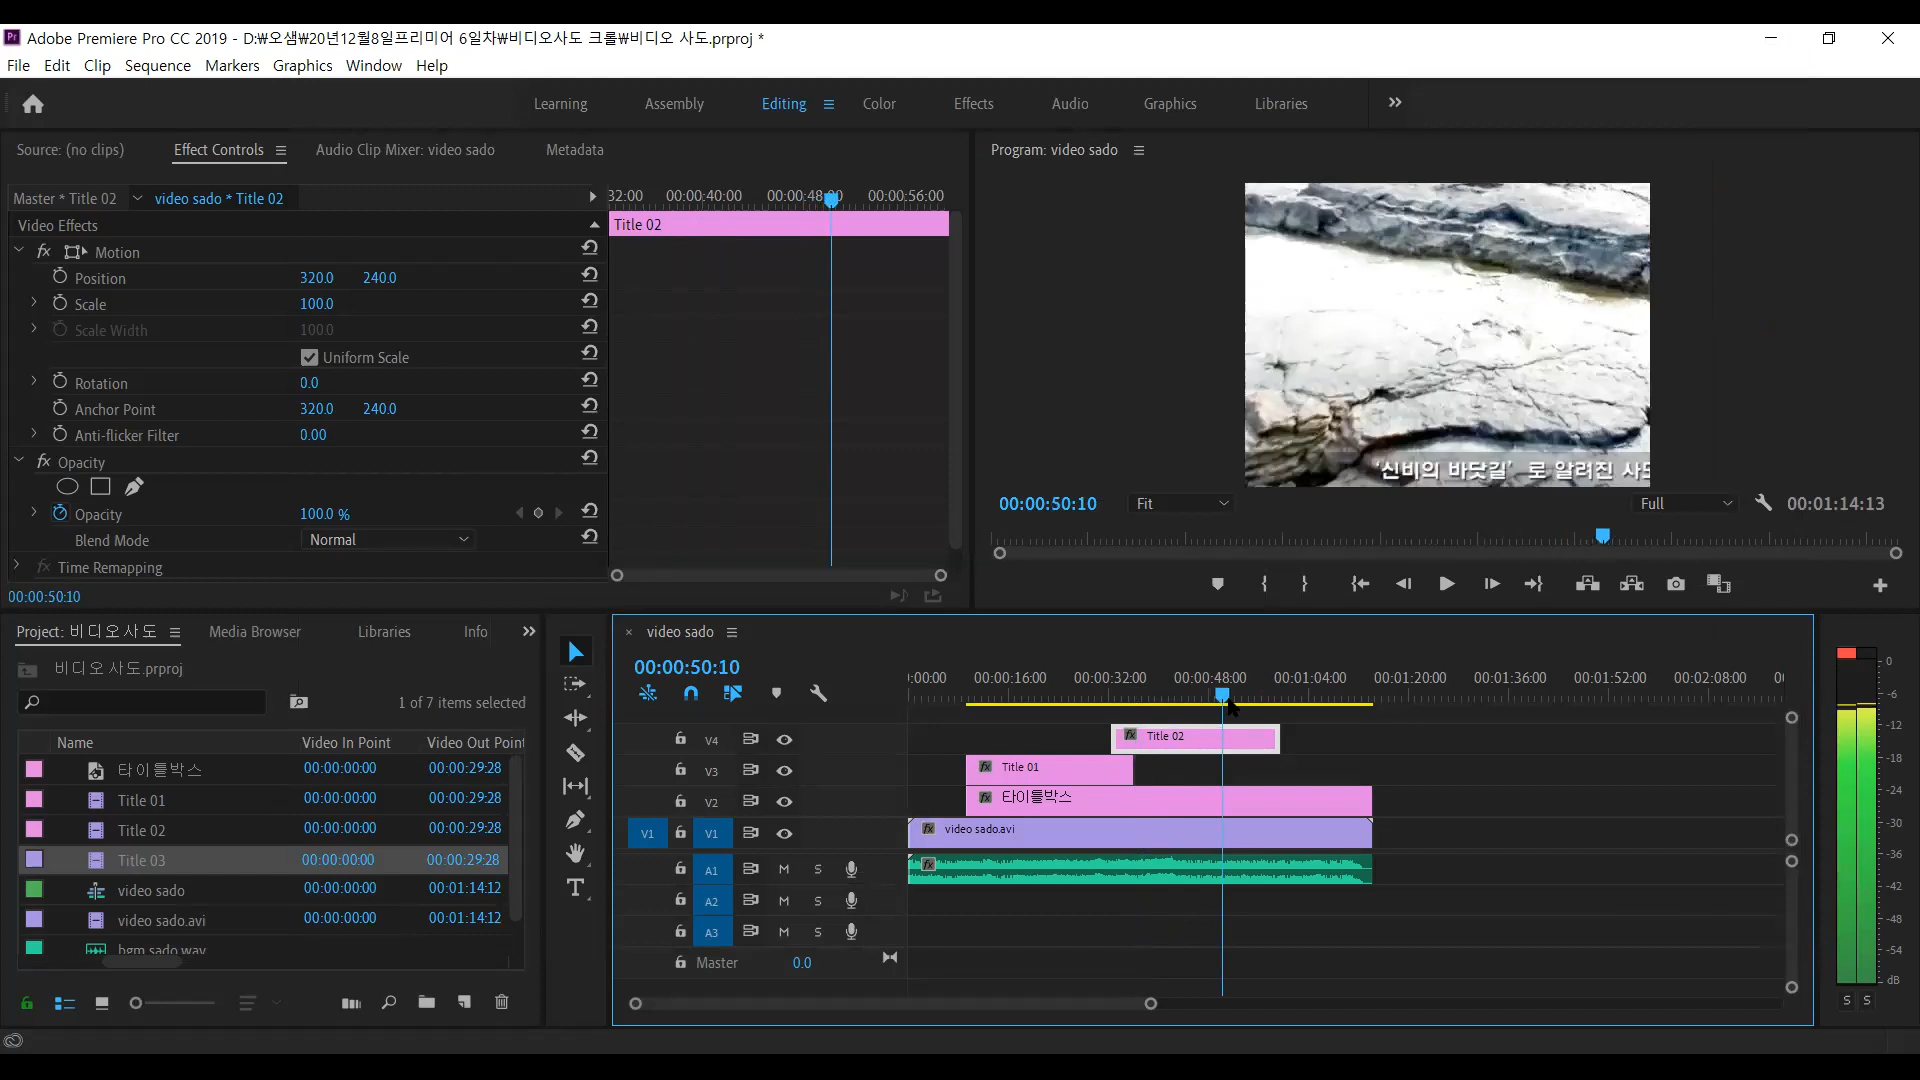 Adobe Premiere Pro CC 2019 - D:₩오샘₩20년12월8일프리미어 6일차₩비디오사도 크롤₩비디오 사도.prproj *
File Edit Clip Sequence Markers Graphics Window Help
Learning Assembly Editing Color Effects Audio Graphics Libraries
Source: (no clips) Effect Controls Audio Clip Mixer: video sado Metadata
Master * Title 02 video sado * Title 02
32:00 00:00:40:00 00:00:48:00 00:00:56:00
Video Effects
Title 02
fx Motion
Position 320.0 240.0
Scale 100.0
Scale Width 100.0
Uniform Scale
Rotation 0.0
Anchor Point 320.0 240.0
Anti-flicker Filter 0.00
fx Opacity
Opacity 100.0 %
Blend Mode Normal
fx Time Remapping
00:00:50:10
Program: video sado
'신비의 바닷길' 로 알려진 사도
00:00:50:10 Fit Full 00:01:14:13
Project: 비디오사도 Media Browser Libraries Info
비디오 사도.prproj
1 of 7 items selected
Name Video In Point Video Out Point
타이틀박스 00:00:00:00 00:00:29:28
Title 01 00:00:00:00 00:00:29:28
Title 02 00:00:00:00 00:00:29:28
Title 03 00:00:00:00 00:00:29:28
video sado 00:00:00:00 00:01:14:12
video sado.avi 00:00:00:00 00:01:14:12
bgm sado.wav
T
video sado
00:00:50:10
:00:00 00:00:16:00 00:00:32:00 00:00:48:00 00:01:04:00 00:01:20:00 00:01:36:00 00:01:52:00 00:02:08:00 00
V4 fx Title 02
V3 fx Title 01
V2 fx 타이틀박스
V1 V1 fx video sado.avi
A1 M S fx
A2 M S
A3 M S
Master 0.0
0
-6
-12
-18
-24
-30
-36
-42
-48
-54
dB
S S